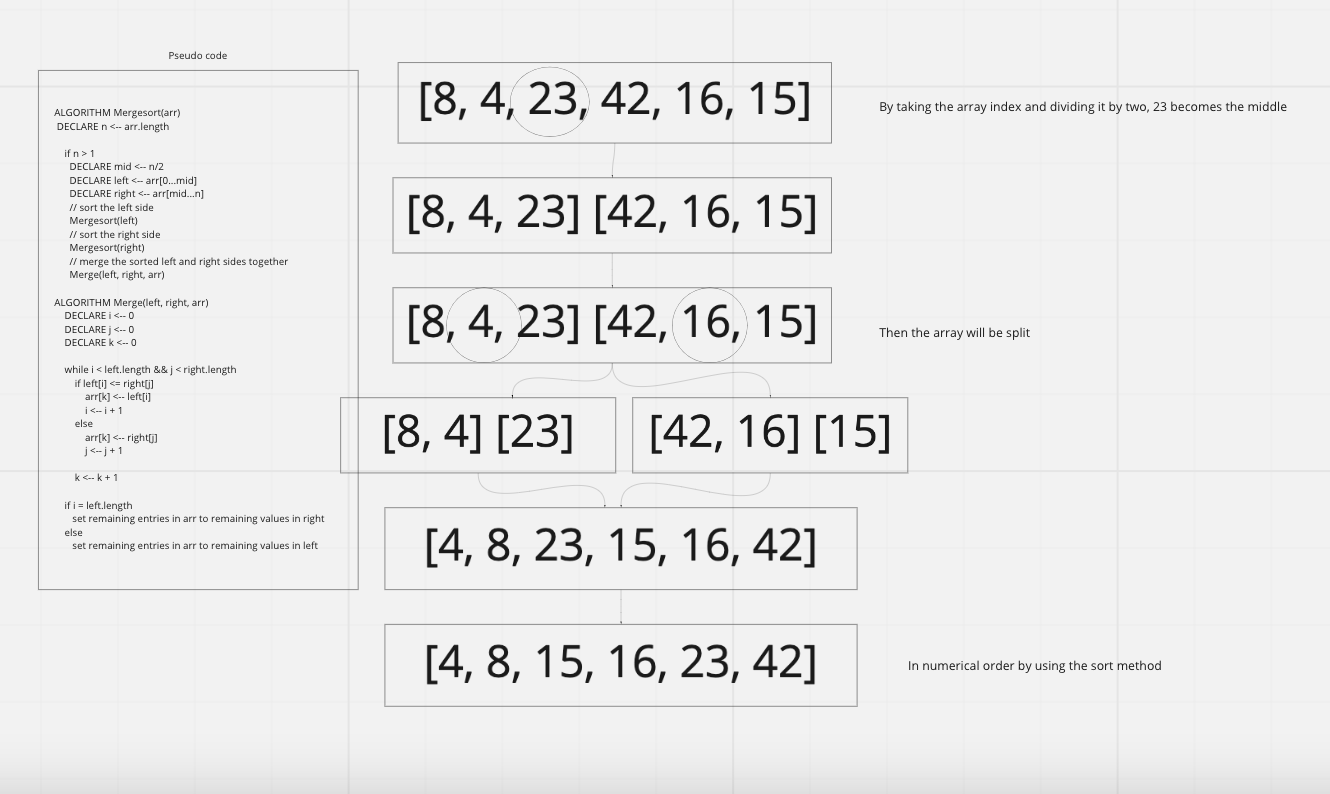 Pseudo code
ALGORITHM Mergesort(arr)
DECLARE n <-- arr.length
if n > 1
DECLARE mid <-- n/2
DECLARE left <-- arr[0...mid]
DECLARE right <-- arr[mid...n]
// sort the left side
Mergesort(left)
// sort the right side
Mergesort(right)
// merge the sorted left and right sides together
Merge(left, right, arr)
ALGORITHM Merge(left, right, arr)
DECLARE i <-- 0
DECLARE j <-- 0
DECLARE k <-- 0
while i < left.length && j < right.length
if left[i] <= right[j]
arr[k] <-- left[i]
i <-- i + 1
else
arr[k] <-- right[j]
j <-- j + 1
k <-- k + 1
if i = left.length
set remaining entries in arr to remaining values in right
else
set remaining entries in arr to remaining values in left
[8, 4, 23, 42, 16, 15]
By taking the array index and dividing it by two, 23 becomes the middle
[8, 4, 23] [42, 16, 15]
[8, 4, 23] [42, 16, 15]
Then the array will be split
[8, 4] [23]
[42, 16] [15]
[4, 8, 23, 15, 16, 42]
[4, 8, 15, 16, 23, 42]
In numerical order by using the sort method